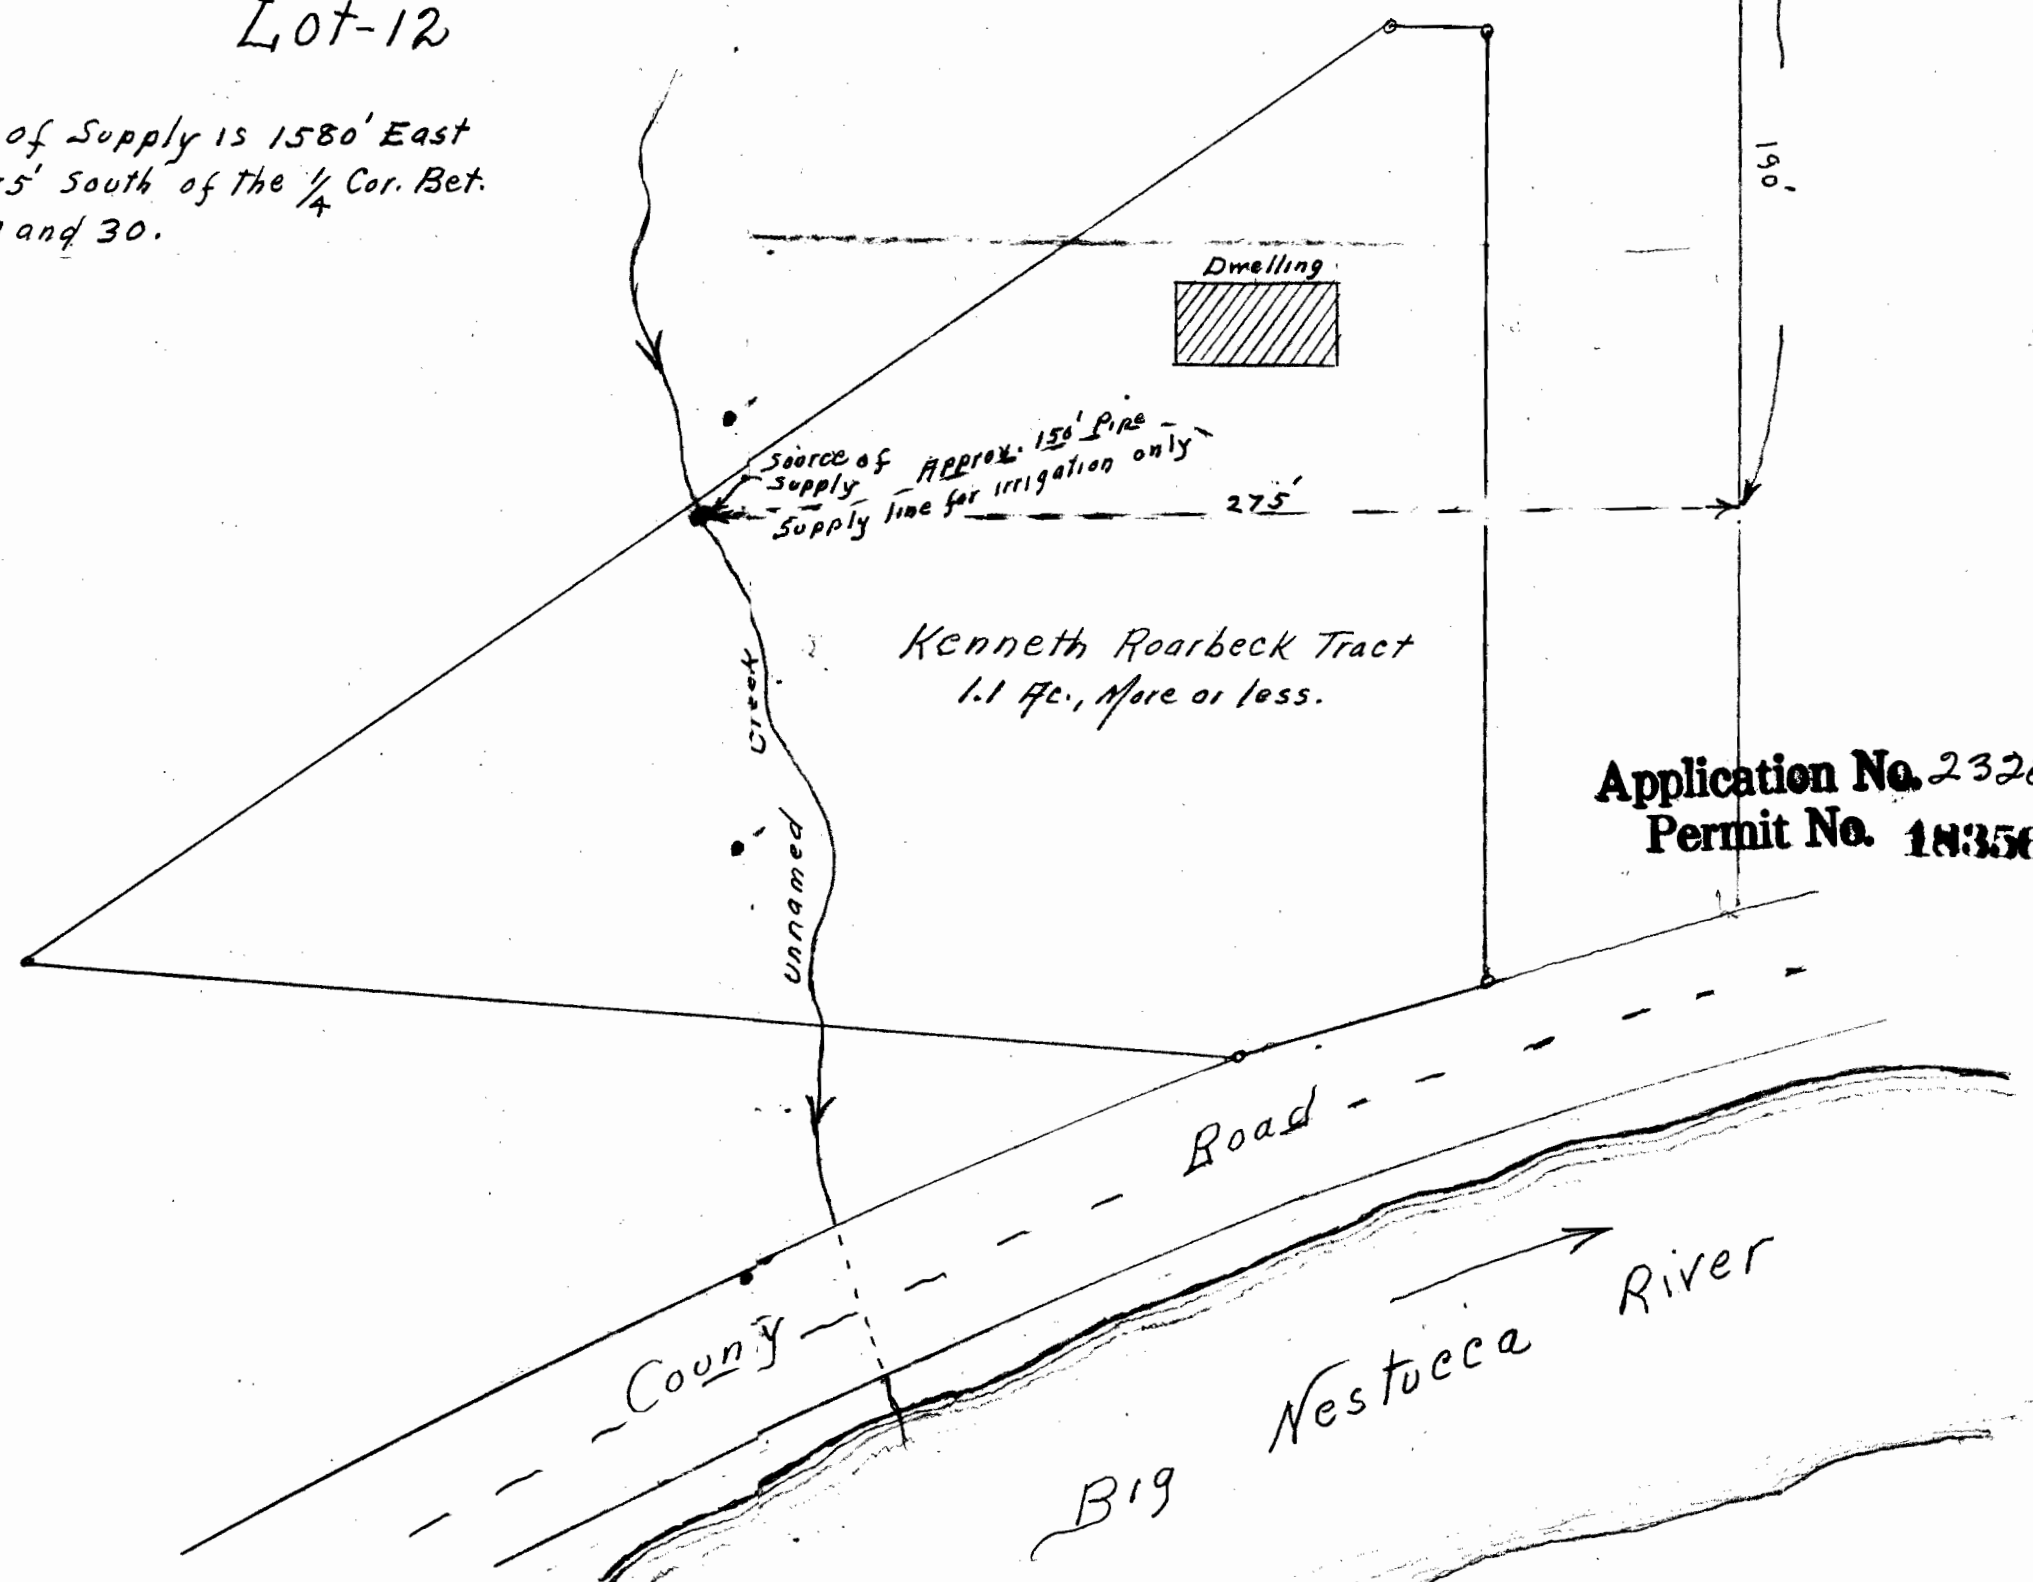 Lot-12
of Supply is 1580' East
5' South of the 1/4 Cor. Bet.
and 30.
190'
Dwelling
Source of
Supply
Approx. 150' Pipe
Supply line for irrigation only
275'
Kenneth Roarbeck Tract
1.1 Ac., More or less.
Unnamed Creek
Application No. 232
Permit No. 1835
County Road
Big Nestucca River